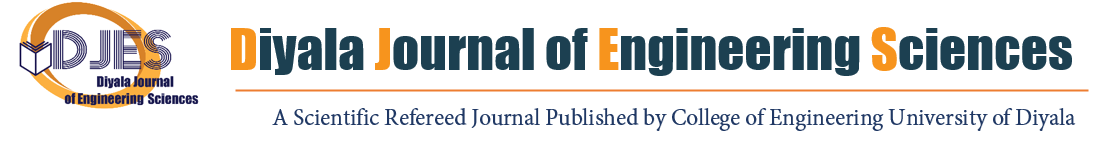 DJES
Diyala Journal
of Engineering Sciences
Diyala Journal of Engineering Sciences
A Scientific Refereed Journal Published by College of Engineering University of Diyala